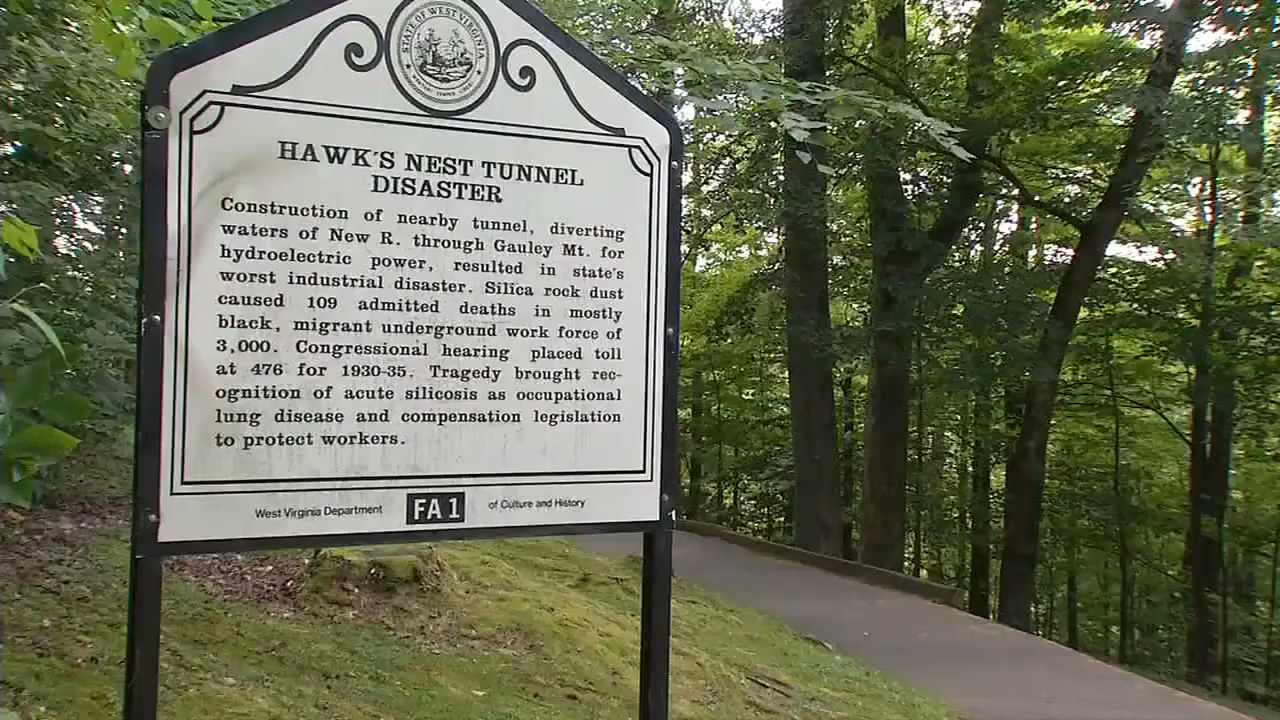 STATE OF WEST VIRGINIA
HAWK'S NEST TUNNEL
DISASTER
Construction of nearby tunnel, diverting
waters of New R. through Gauley Mt. for
hydroelectric power, resulted in state's
worst industrial disaster. Silica rock dust
caused 109 admitted deaths in mostly
black, migrant underground work force of
3,000. Congressional hearing placed toll
at 476 for 1930-35. Tragedy brought rec-
ognition of acute silicosis as occupational
lung disease and compensation legislation
to protect workers.
West Virginia Department FA 1 of Culture and History